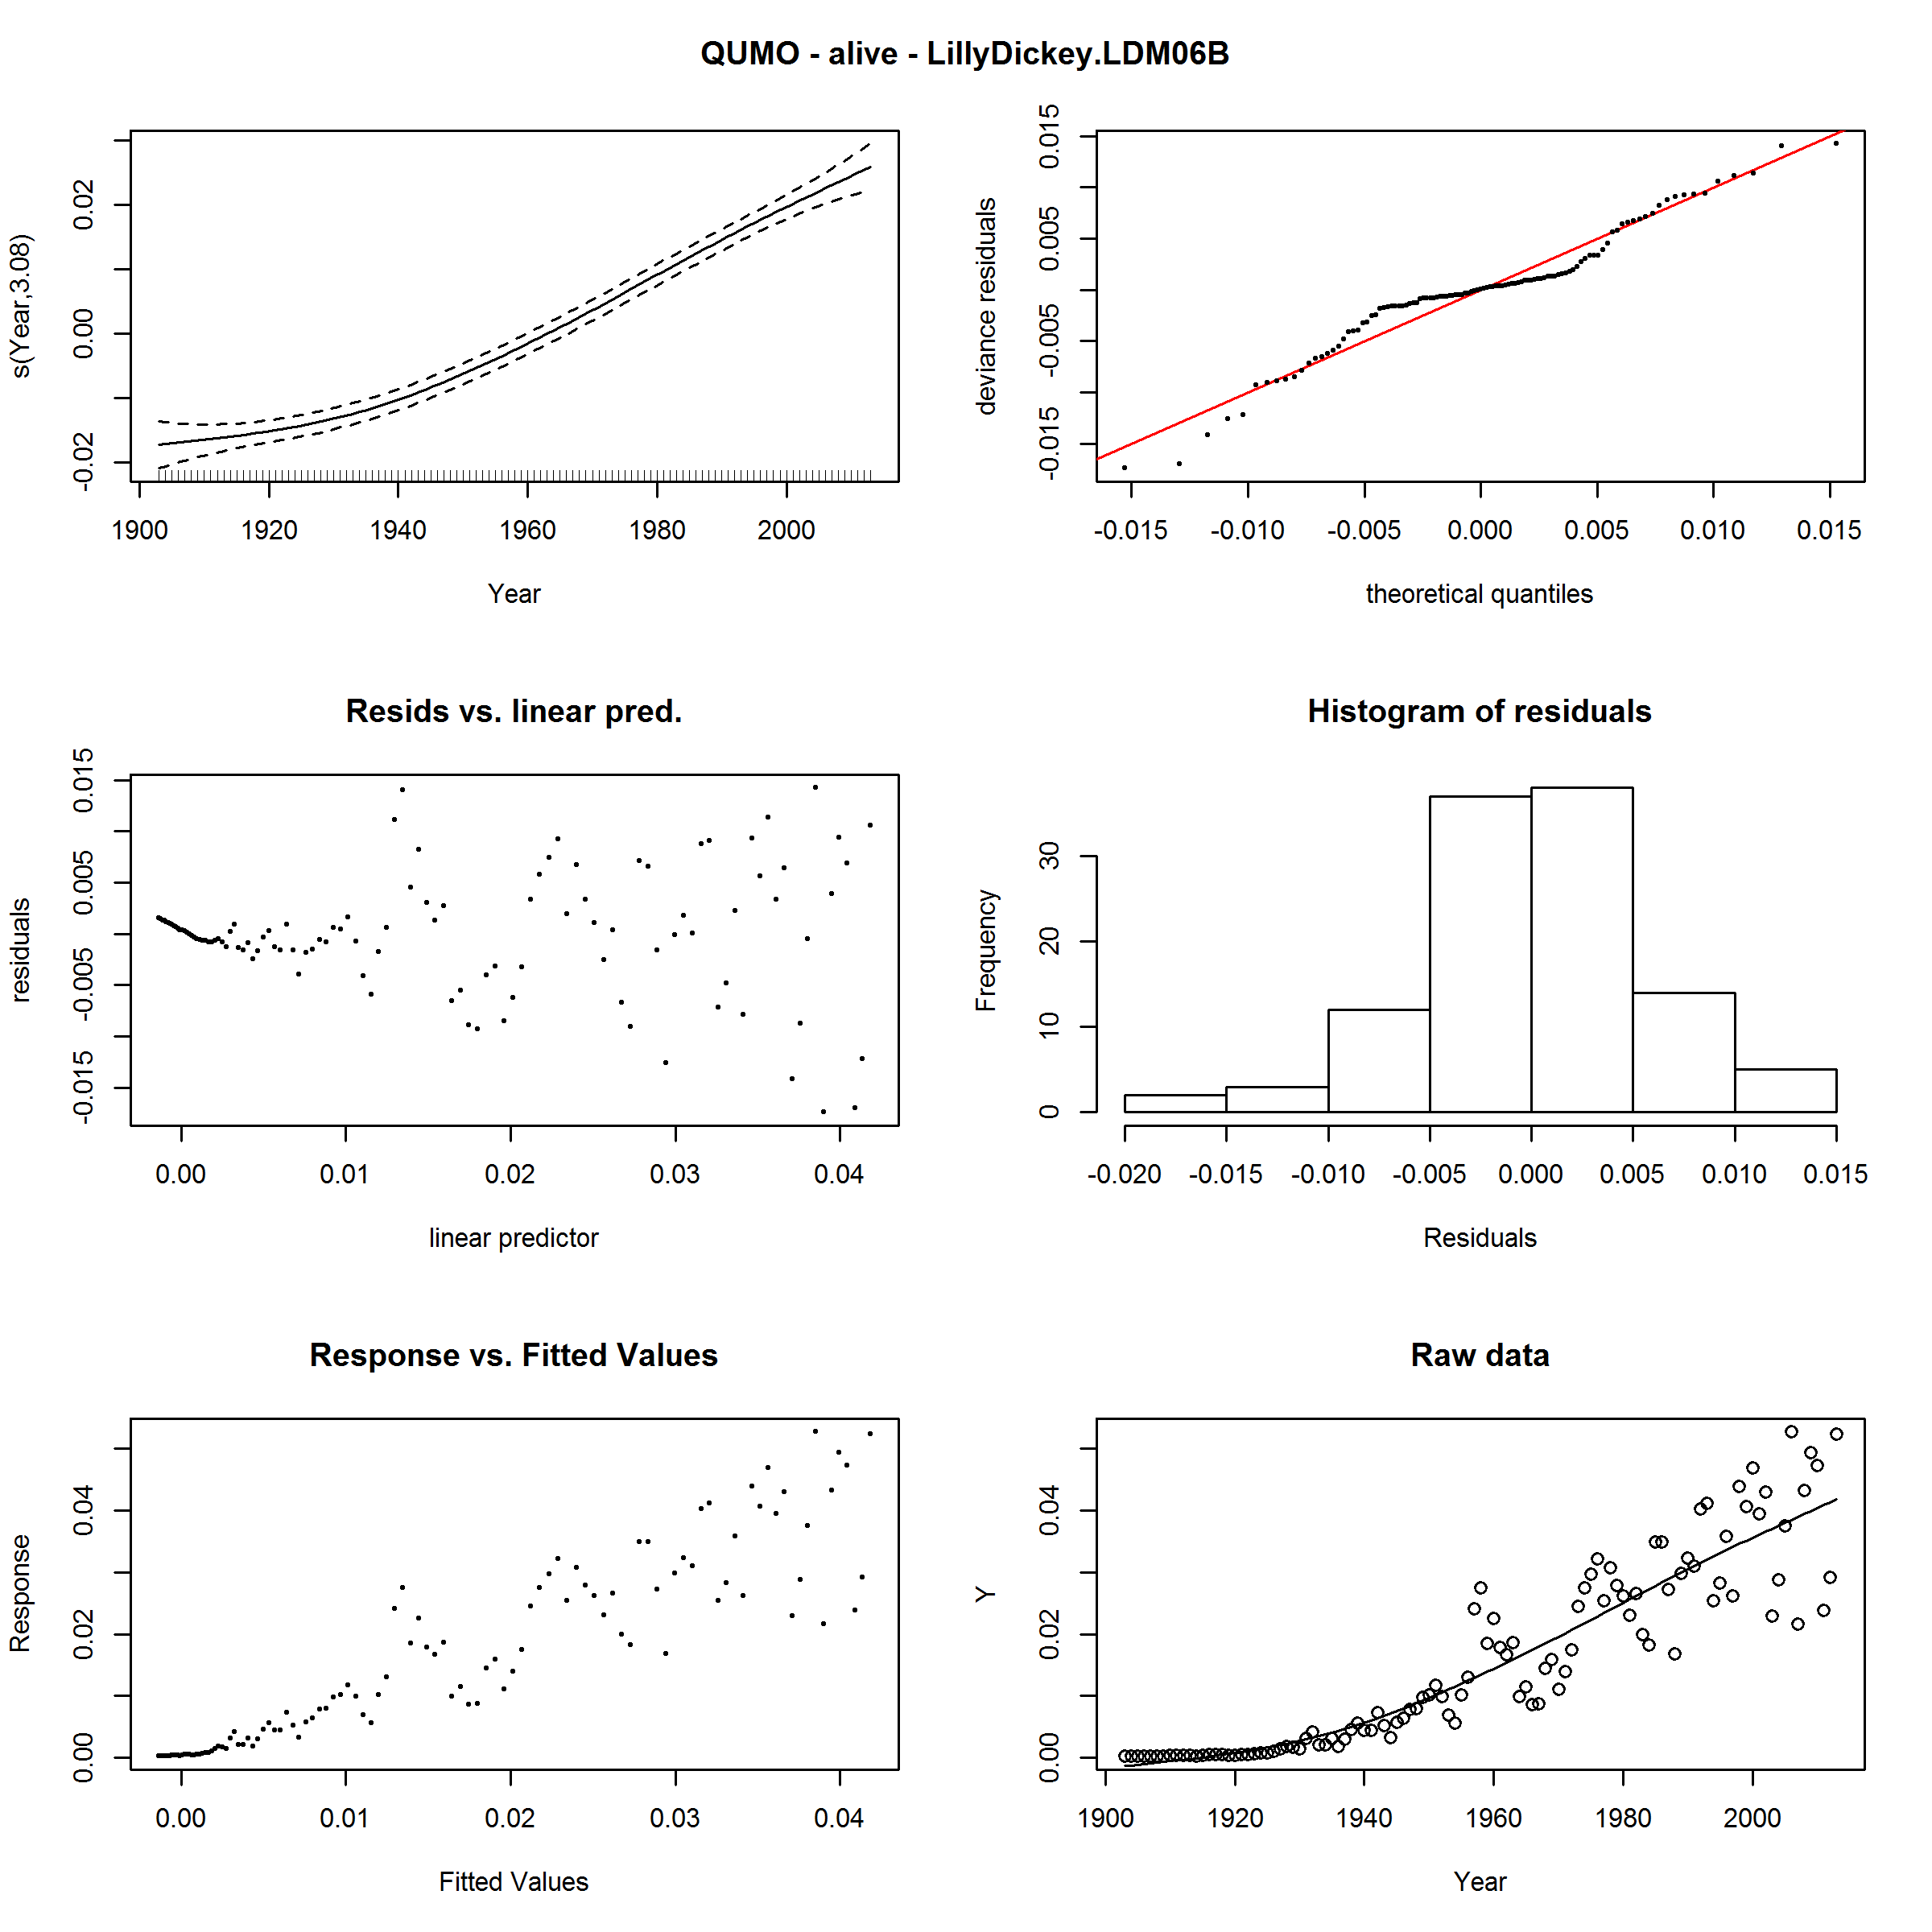 QUMO - alive - LillyDickey.LDM06B
s(Year,3.08)
-0.02 0.00 0.02
1900 1920 1940 1960 1980 2000
Year
deviance residuals
-0.015 -0.005 0.005 0.015
-0.015 -0.010 -0.005 0.000 0.005 0.010 0.015
theoretical quantiles
Resids vs. linear pred.
residuals
-0.015 -0.005 0.005 0.015
0.00 0.01 0.02 0.03 0.04
linear predictor
Histogram of residuals
Frequency
0 10 20 30
-0.020 -0.015 -0.010 -0.005 0.000 0.005 0.010 0.015
Residuals
Response vs. Fitted Values
Response
0.00 0.02 0.04
0.00 0.01 0.02 0.03 0.04
Fitted Values
Raw data
Y
0.00 0.02 0.04
1900 1920 1940 1960 1980 2000
Year